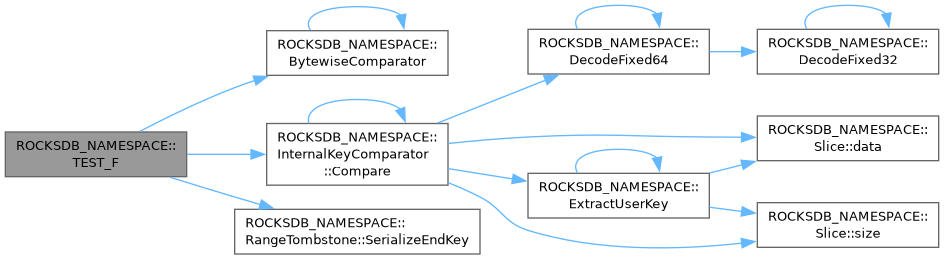 ROCKSDB_NAMESPACE::
TEST_F
ROCKSDB_NAMESPACE::
BytewiseComparator
ROCKSDB_NAMESPACE::
InternalKeyComparator
::Compare
ROCKSDB_NAMESPACE::
RangeTombstone::SerializeEndKey
ROCKSDB_NAMESPACE::
DecodeFixed64
ROCKSDB_NAMESPACE::
ExtractUserKey
ROCKSDB_NAMESPACE::
DecodeFixed32
ROCKSDB_NAMESPACE::
Slice::data
ROCKSDB_NAMESPACE::
Slice::size